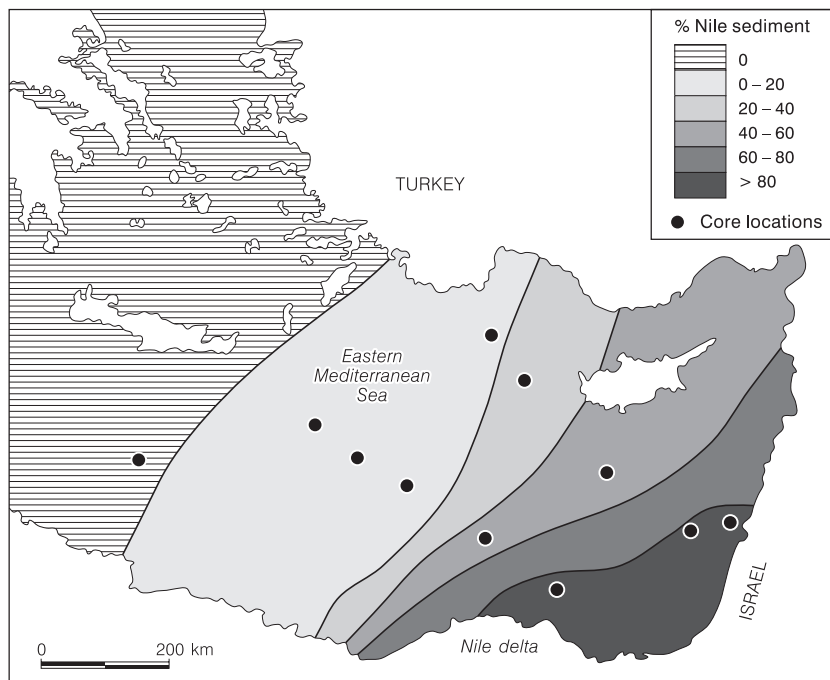 % Nile sediment
0
0 – 20
20 – 40
40 – 60
60 – 80
> 80
Core locations
TURKEY
Eastern
Mediterranean
Sea
ISRAEL
Nile delta
0 200 km